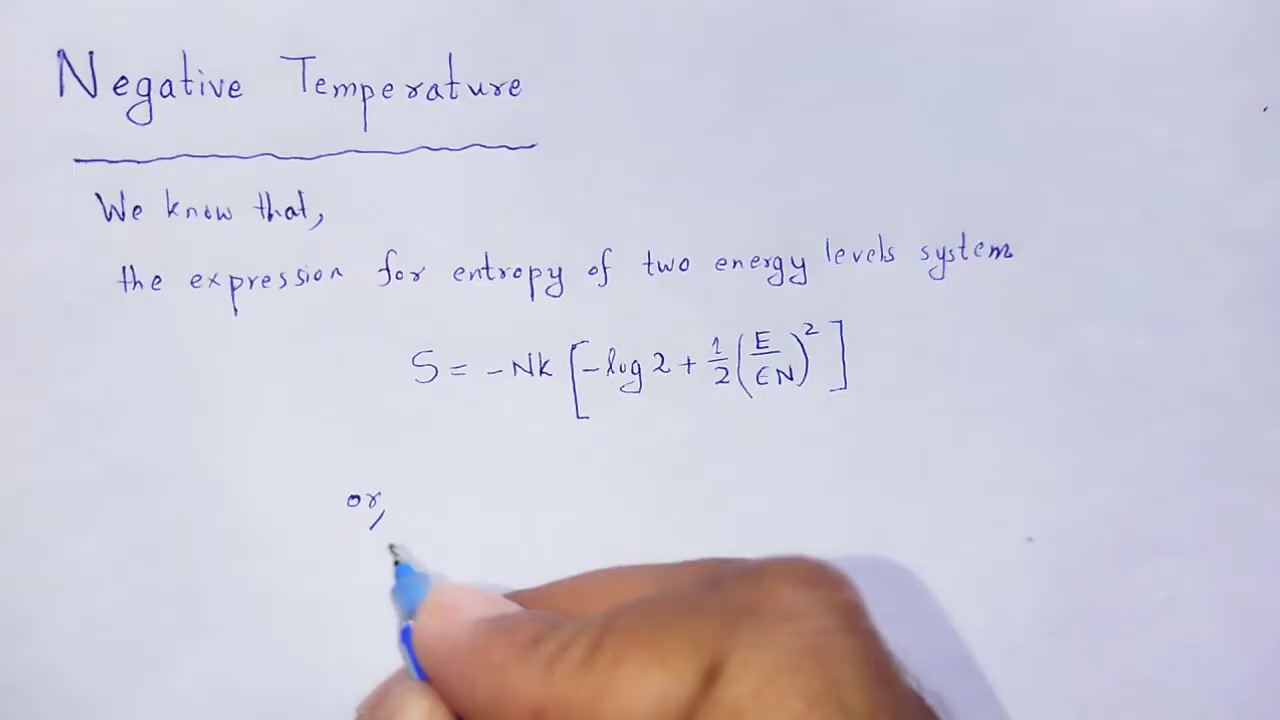 Negative Temperature
We know that,
the expression for entropy of two energy levels system
S = -Nk [-log 2 + 1/2 (E/ЄN)²]
or,